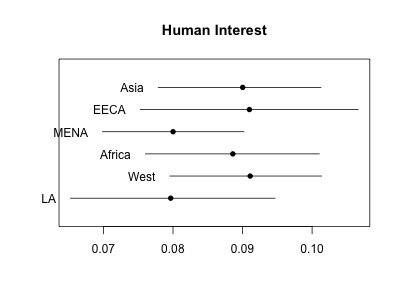 Human Interest
Asia
EECA
MENA
Africa
West
LA
0.07 0.08 0.09 0.10